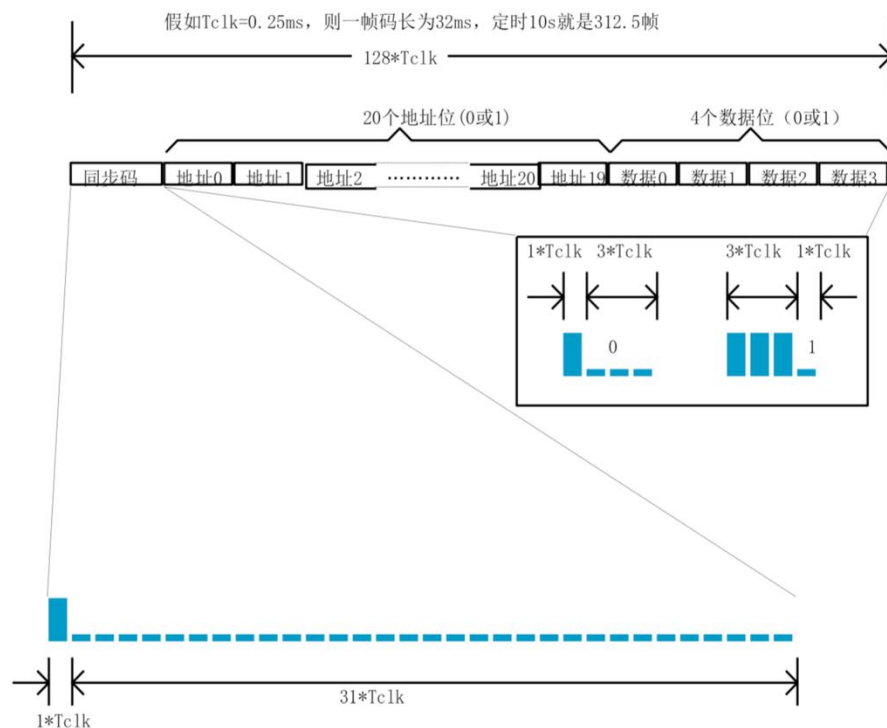 假如Tclk=0.25ms，则一帧码长为32ms，定时10s就是312.5帧
128*Tclk
20个地址位(0或1)
4个数据位（0或1）
同步码 地址0 地址1 地址2 ………… 地址20 地址19 数据0 数据1 数据2 数据3
1*Tclk 3*Tclk 3*Tclk 1*Tclk
0 1
31*Tclk
1*Tclk